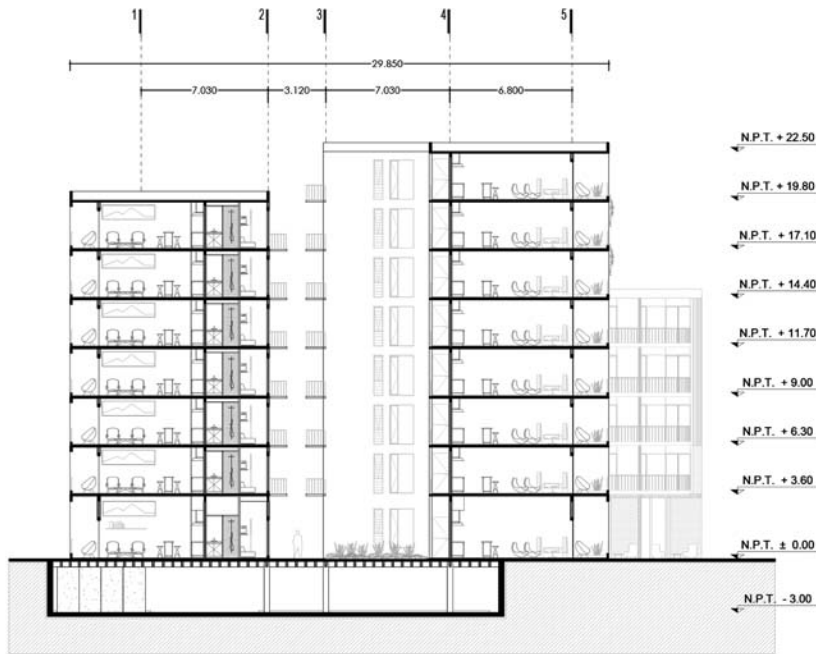 1 2 3 4 5
29.850
7.030 3.120 7.030 6.800
N.P.T. + 22.50
N.P.T. + 19.80
N.P.T. + 17.10
N.P.T. + 14.40
N.P.T. + 11.70
N.P.T. + 9.00
N.P.T. + 6.30
N.P.T. + 3.60
N.P.T. ± 0.00
N.P.T. - 3.00